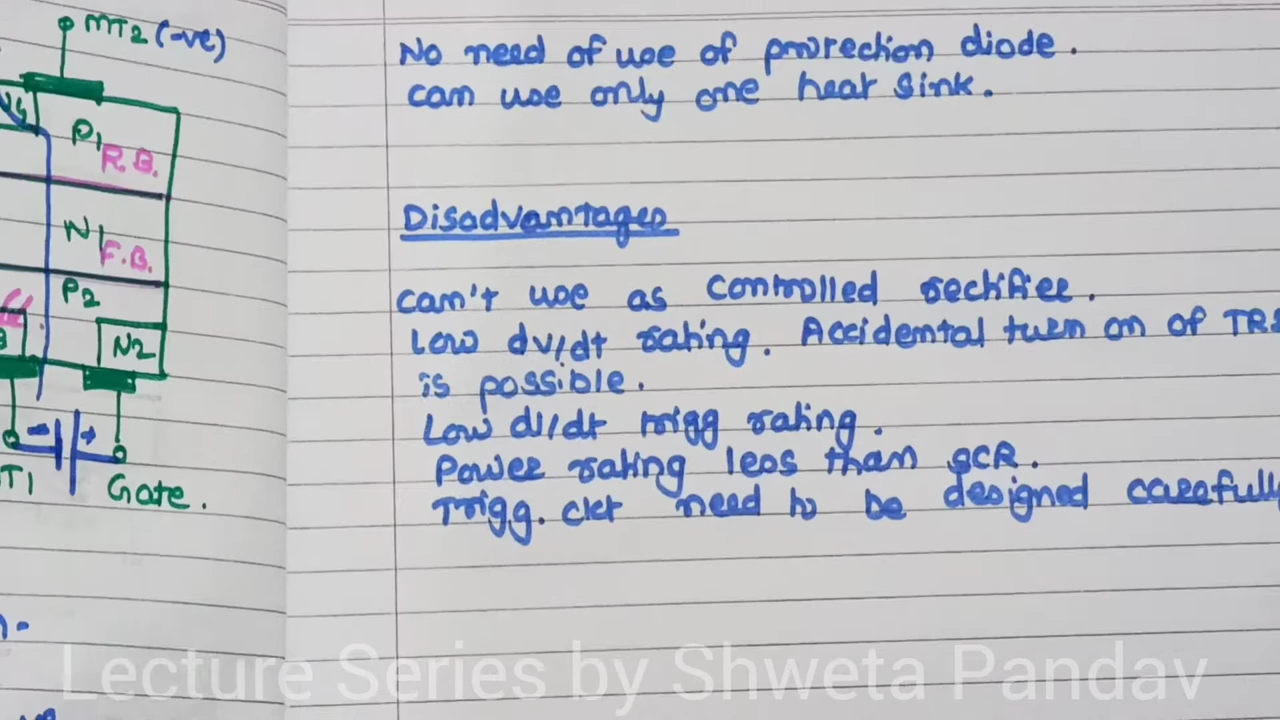 MT2 (-ve)
P1
R.B.
N1
F.B.
P2
N2
- +
Gate.
No need of use of protection diode.
can use only one heat sink.
Disadvantages
can't use as controlled rectifier.
Low dv/dt rating. Accidental turn on of
is possible.
Low di/dt trigg rating.
Power rating less than SCR.
Trigg. ckt need to be designed carefully
Lecture Series by Shweta Pandav